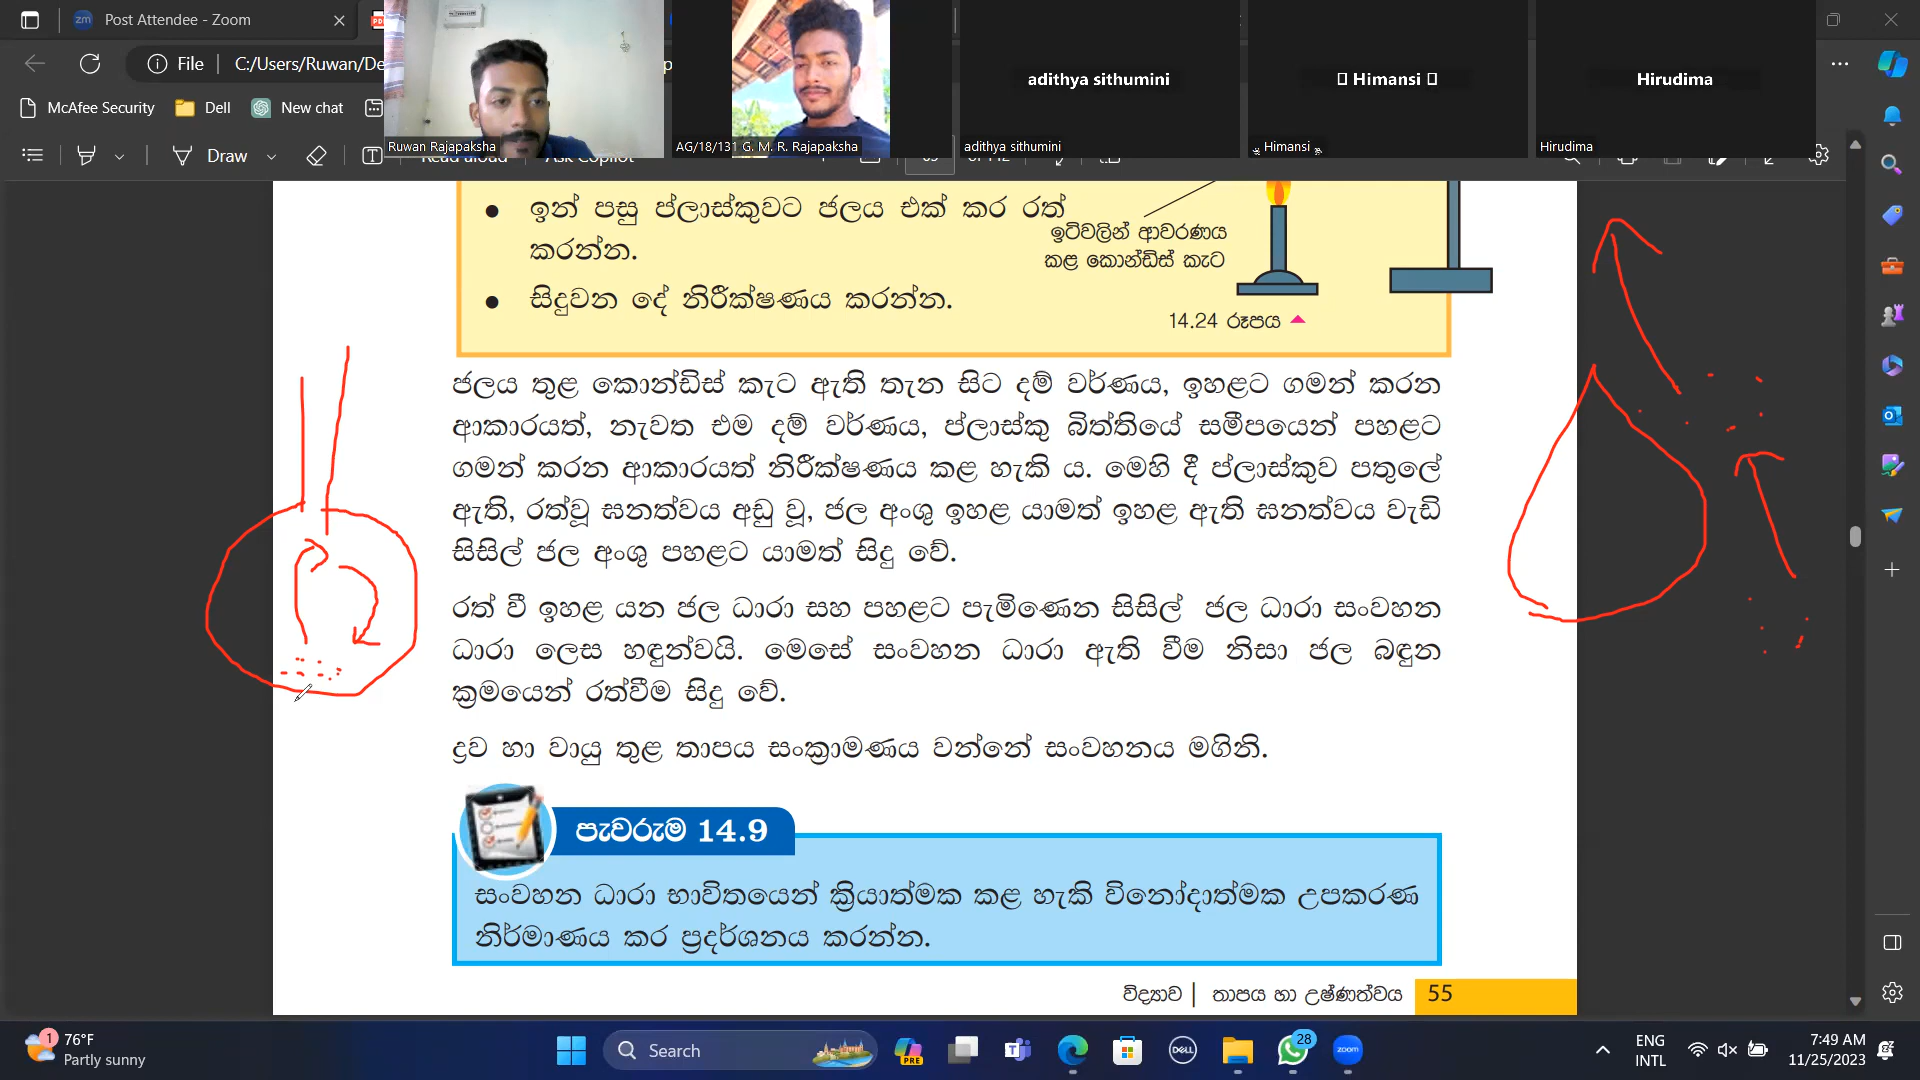 Post Attendee - Zoom
File
C:/Users/Ruwan/De
McAfee Security
Dell
New chat
Draw
Ruwan Rajapaksha
AG/18/131 G. M. R. Rajapaksha
adithya sithumini
adithya sithumini
Himansi
Himansi
Hirudima
Hirudima
ඉන් පසු ප්ලාස්කුවට ජලය එක් කර රත්
කරන්න.
සිදුවන දේ නිරීක්ෂණය කරන්න.
ඉටිවලින් ආවරණය
කළ කොන්ඩිස් කැට
14.24 රූපය
ජලය තුළ කොන්ඩිස් කැට ඇති තැන සිට දම් වර්ණය, ඉහළට ගමන් කරන
ආකාරයත්, නැවත එම දම් වර්ණය, ප්ලාස්කු බිත්තියේ සමීපයෙන් පහළට
ගමන් කරන ආකාරයත් නිරීක්ෂණය කළ හැකි ය. මෙහි දී ප්ලාස්කුව පතුලේ
ඇති, රත්වූ ඝනත්වය අඩු වූ, ජල අංශු ඉහළ යාමත් ඉහළ ඇති ඝනත්වය වැඩි
සිසිල් ජල අංශු පහළට යාමත් සිදු වේ.
රත් වී ඉහළ යන ජල ධාරා සහ පහළට පැමිණෙන සිසිල් ජල ධාරා සංවහන
ධාරා ලෙස හඳුන්වයි. මෙසේ සංවහන ධාරා ඇති වීම නිසා ජල බඳුන
ක්‍රමයෙන් රත්වීම සිදු වේ.
ද්‍රව හා වායු තුළ තාපය සංක්‍රාමණය වන්නේ සංවහනය මගිනි.
පැවරුම 14.9
සංවහන ධාරා භාවිතයෙන් ක්‍රියාත්මක කළ හැකි විනෝදාත්මක උපකරණ
නිර්මාණය කර ප්‍රදර්ශනය කරන්න.
විද්‍යාව | තාපය හා උෂ්ණත්වය 55
1
76°F
Partly sunny
Search
PRE
DELL
28
zoom
ENG
INTL
7:49 AM
11/25/2023